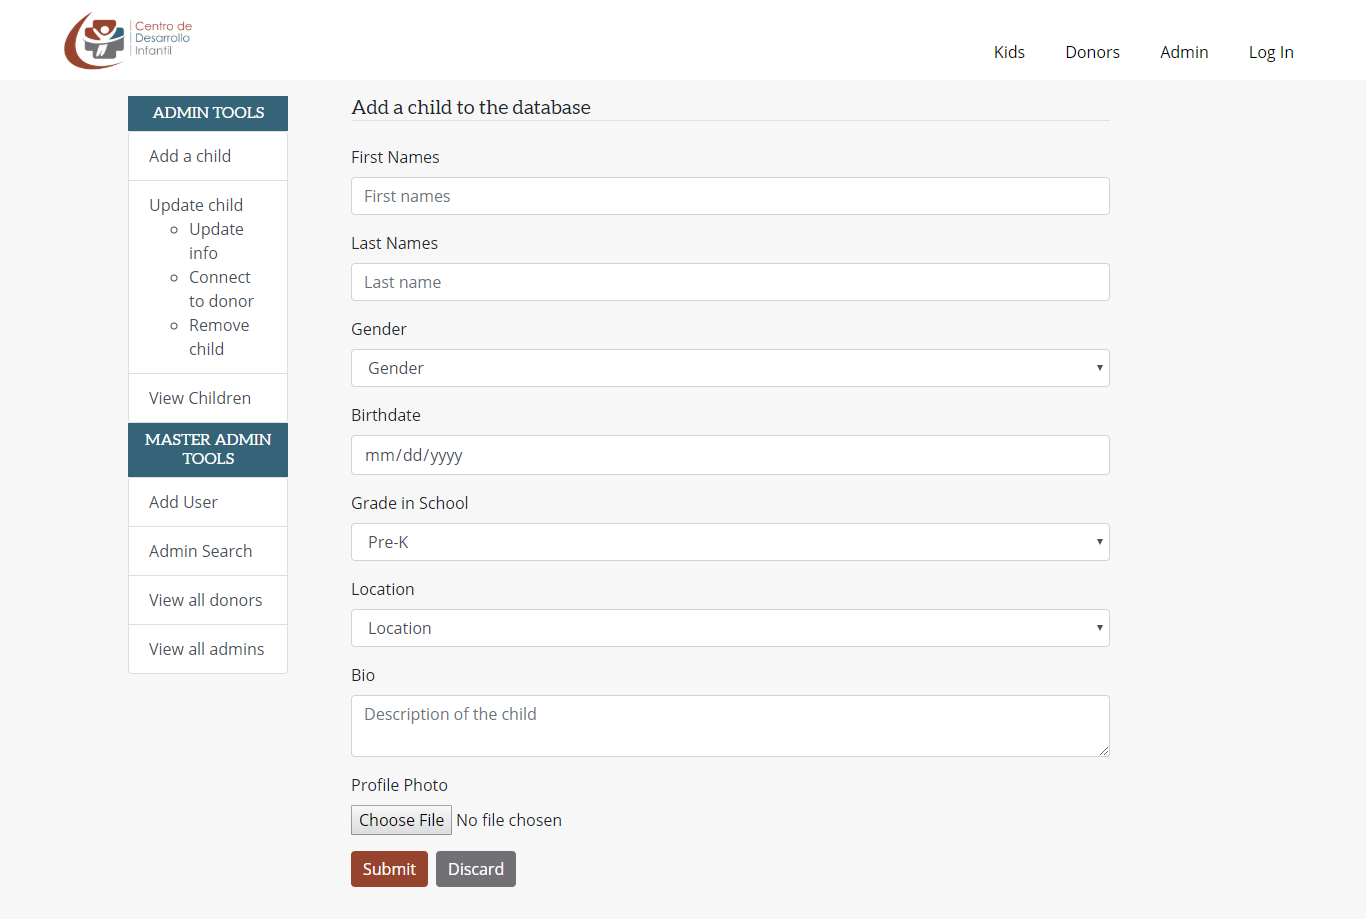 Centro de
Desarrollo
Infantil
Kids Donors Admin Log In
ADMIN TOOLS
Add a child
Update child
Update
info
Connect
to donor
Remove
child
View Children
MASTER ADMIN
TOOLS
Add User
Admin Search
View all donors
View all admins
Add a child to the database
First Names
First names
Last Names
Last name
Gender
Gender
Birthdate
mm/dd/yyyy
Grade in School
Pre-K
Location
Location
Bio
Description of the child
Profile Photo
Choose File No file chosen
Submit Discard